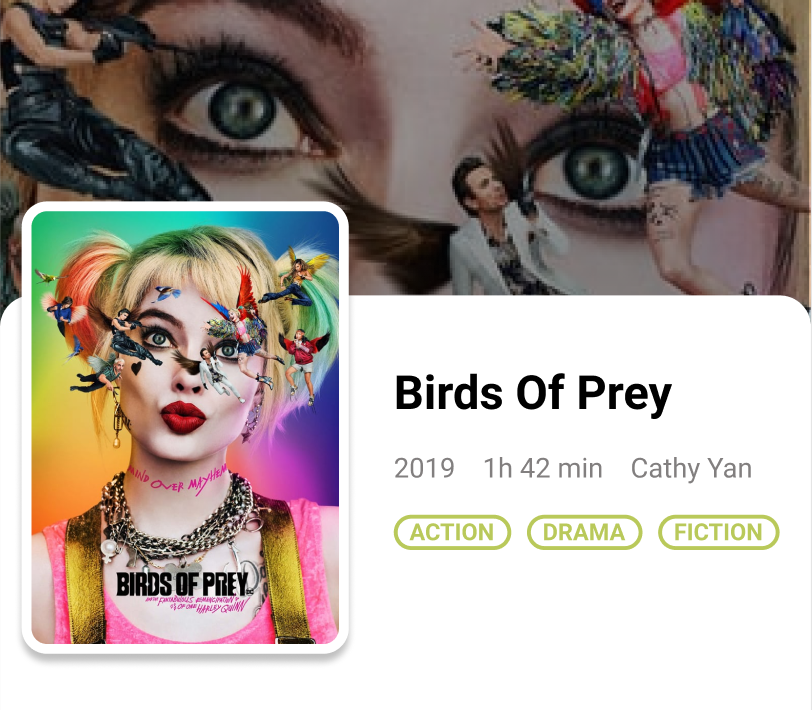 Birds Of Prey
2019 1h 42 min Cathy Yan
ACTION DRAMA FICTION
MIND OVER MAYHEM
BIRDS OF PREY
AND THE FANTABULOUS EMANCIPATION
OF ONE HARLEY QUINN